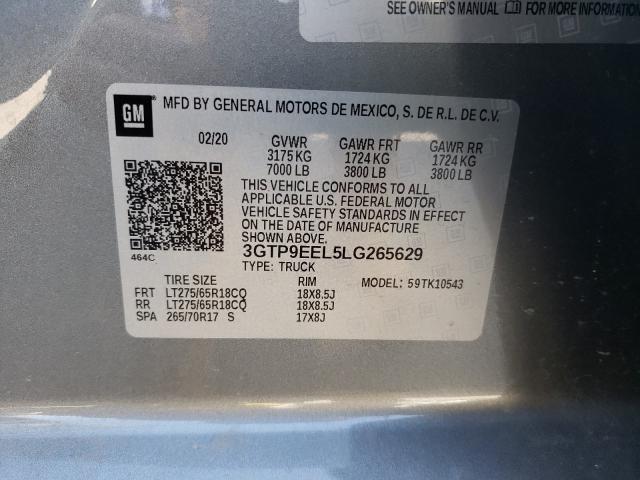 SEE OWNER'S MANUAL FOR MORE INFORMATION
GM MFD BY GENERAL MOTORS DE MEXICO, S. DE R.L. DE C.V.
02/20 GVWR GAWR FRT GAWR RR
3175 KG 1724 KG 1724 KG
7000 LB 3800 LB 3800 LB
THIS VEHICLE CONFORMS TO ALL
APPLICABLE U.S. FEDERAL MOTOR
VEHICLE SAFETY STANDARDS IN EFFECT
ON THE DATE OF MANUFACTURE
SHOWN ABOVE.
464C 3GTP9EEL5LG265629
TYPE: TRUCK
TIRE SIZE RIM MODEL: 59TK10543
FRT LT275/65R18CQ 18X8.5J
RR LT275/65R18CQ 18X8.5J
SPA 265/70R17 S 17X8J